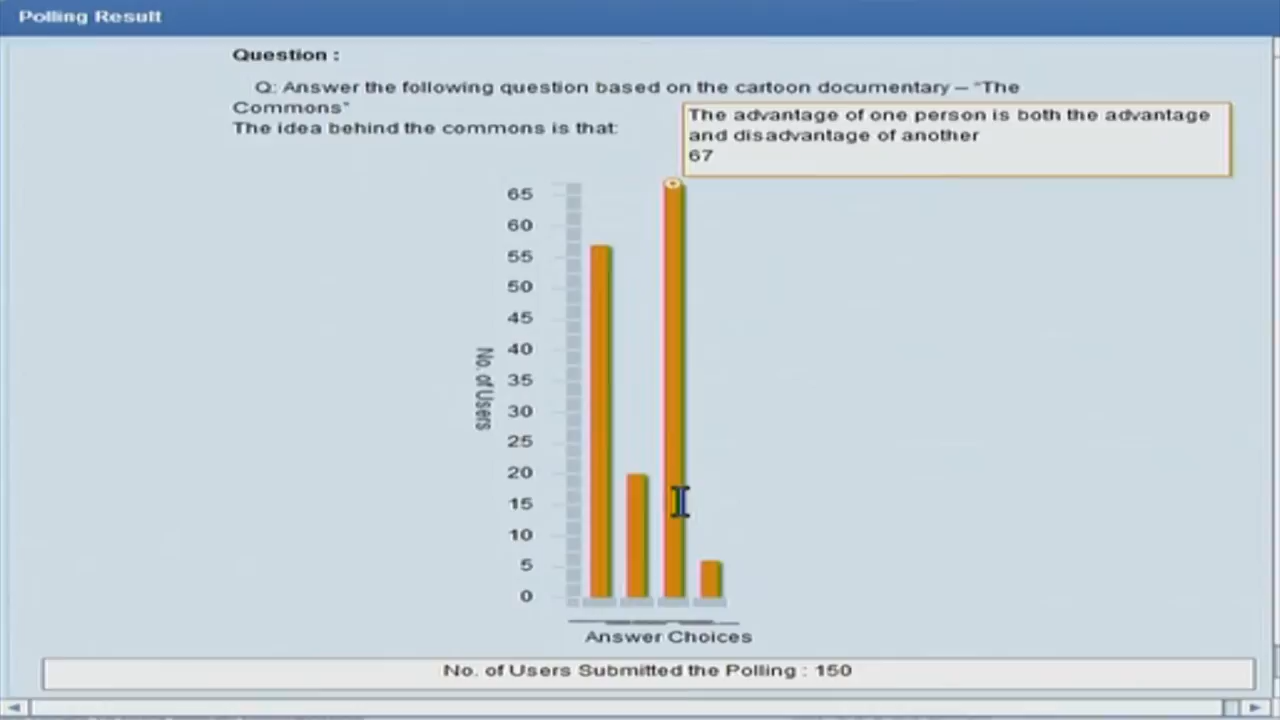 Polling Result
Question :
Q: Answer the following question based on the cartoon documentary – "The
Commons"
The idea behind the commons is that:
The advantage of one person is both the advantage
and disadvantage of another
67
65
60
55
50
45
40
35
30
25
20
15
10
5
0
No. of Users
Answer Choices
No. of Users Submitted the Polling : 150